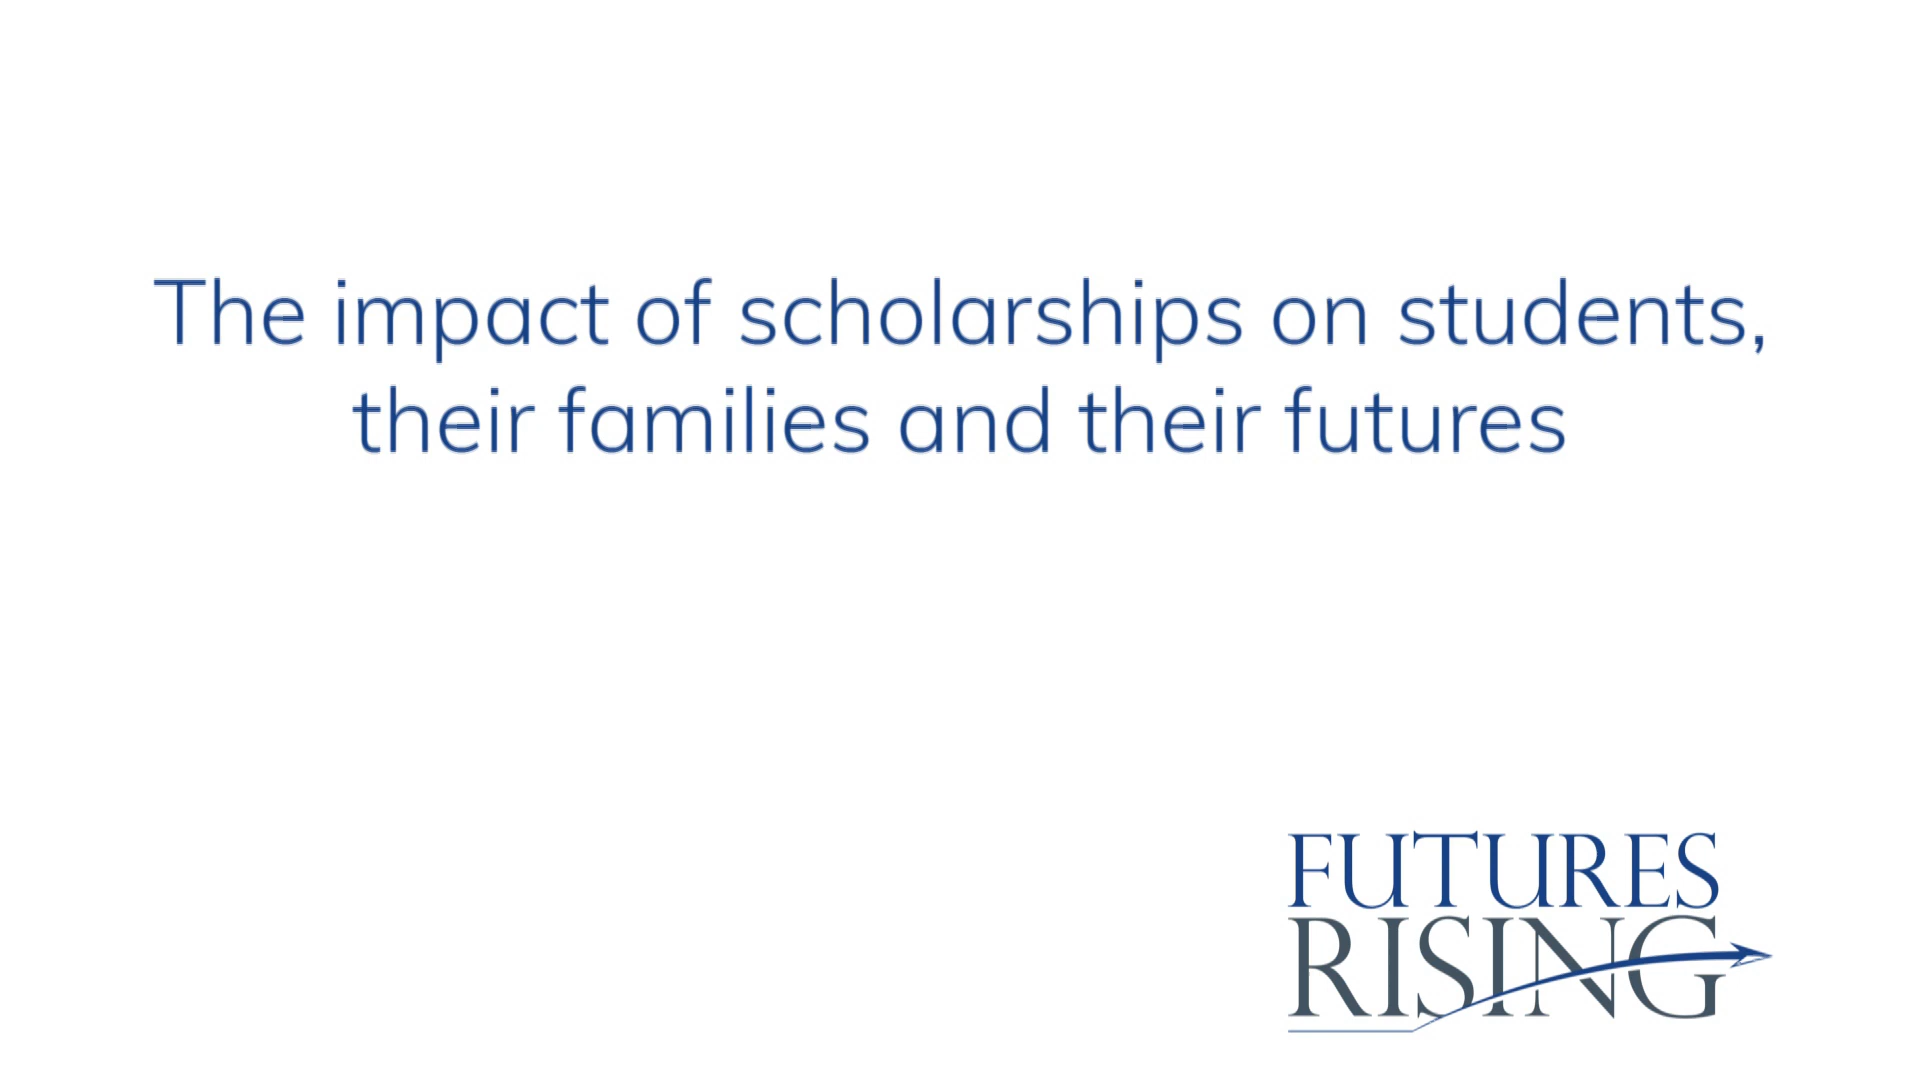 The impact of scholarships on students,
their families and their futures
FUTURES
RISING